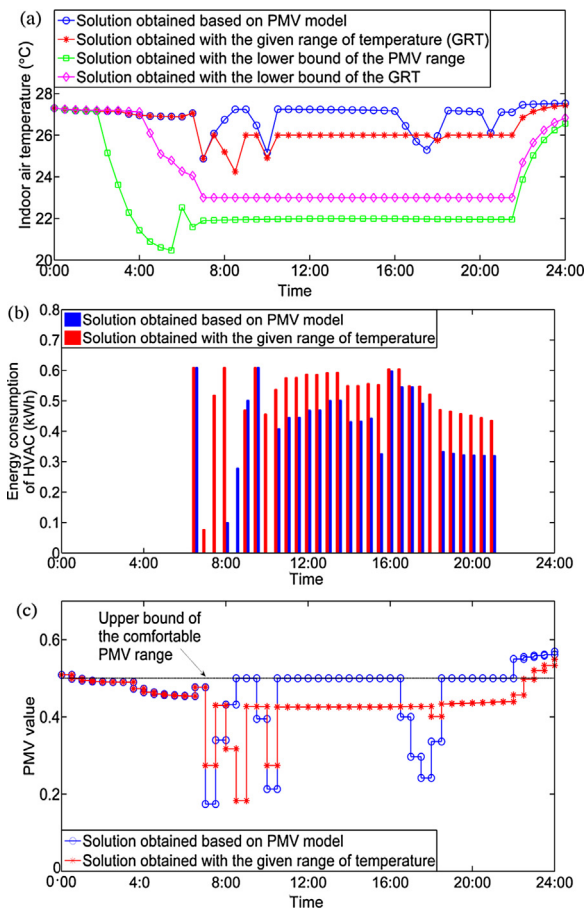 (a)
Solution obtained based on PMV model
Solution obtained with the given range of temperature (GRT)
Solution obtained with the lower bound of the PMV range
Solution obtained with the lower bound of the GRT
Indoor air temperature (°C)
28
26
24
22
20
0:00 4:00 8:00 12:00 16:00 20:00 24:00
Time
(b)
Solution obtained based on PMV model
Solution obtained with the given range of temperature
Energy consumption
of HVAC (kWh)
0.8
0.7
0.6
0.5
0.4
0.3
0.2
0.1
0
0:00 4:00 8:00 12:00 16:00 20:00 24:00
Time
(c)
Upper bound of
the comfortable
PMV range
PMV value
0.6
0.4
0.2
0.0
Solution obtained based on PMV model
Solution obtained with the given range of temperature
0:00 4:0 8:00 12:00 16:00 20:00 24:00
Time